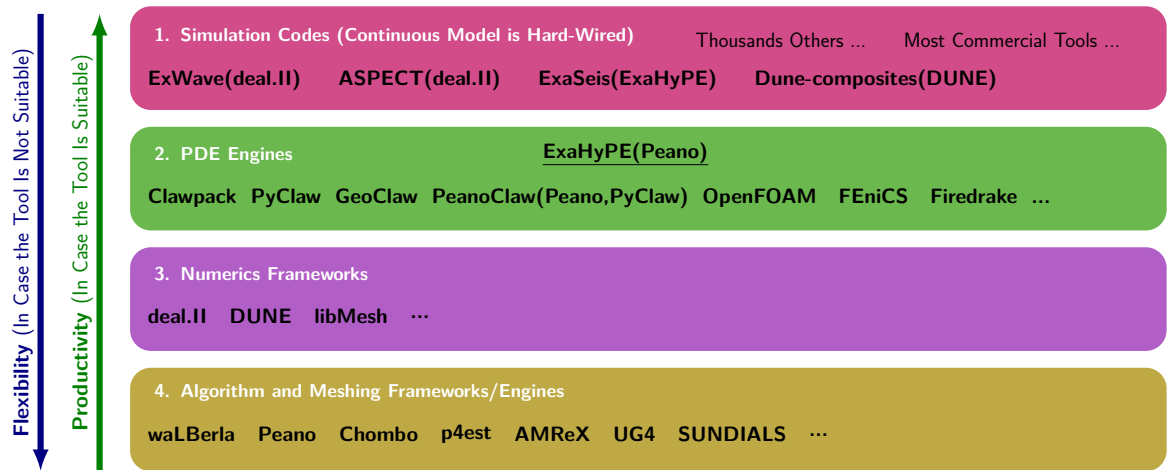 Flexibility (In Case the Tool Is Not Suitable)
Productivity (In Case the Tool Is Suitable)
1. Simulation Codes (Continuous Model is Hard-Wired) Thousands Others ... Most Commercial Tools ...
ExWave(deal.II) ASPECT(deal.II) ExaSeis(ExaHyPE) Dune-composites(DUNE)
2. PDE Engines ExaHyPE(Peano)
Clawpack PyClaw GeoClaw PeanoClaw(Peano,PyClaw) OpenFOAM FEniCS Firedrake ...
3. Numerics Frameworks
deal.II DUNE libMesh ...
4. Algorithm and Meshing Frameworks/Engines
waLBerla Peano Chombo p4est AMReX UG4 SUNDIALS ...